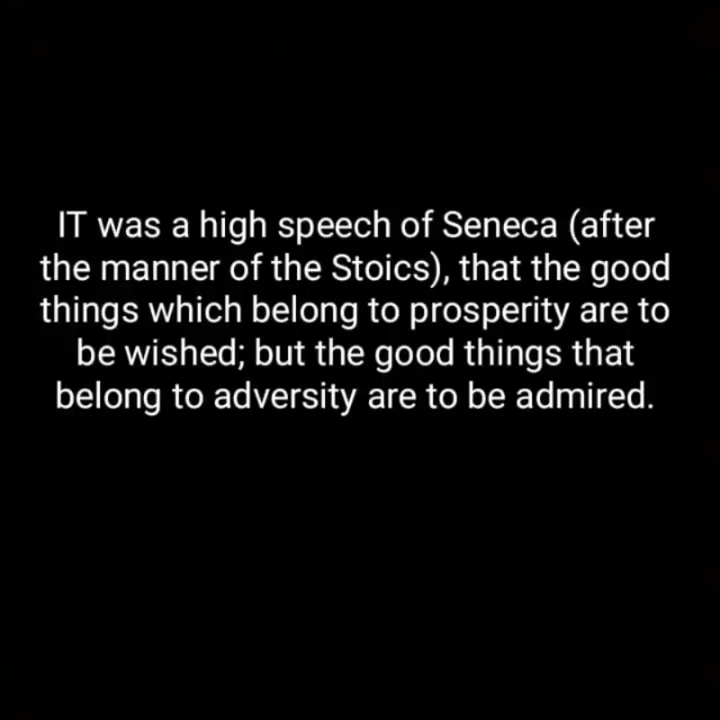 IT was a high speech of Seneca (after
the manner of the Stoics), that the good
things which belong to prosperity are to
be wished; but the good things that
belong to adversity are to be admired.